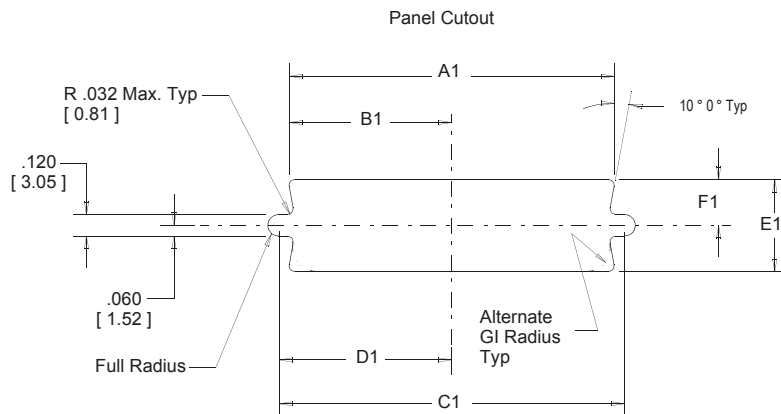 Panel Cutout
A1
R .032 Max. Typ
[ 0.81 ]
B1
10 ° 0 ° Typ
.120
[ 3.05 ]
F1
E1
.060
[ 1.52 ]
Alternate
GI Radius
Typ
Full Radius
D1
C1